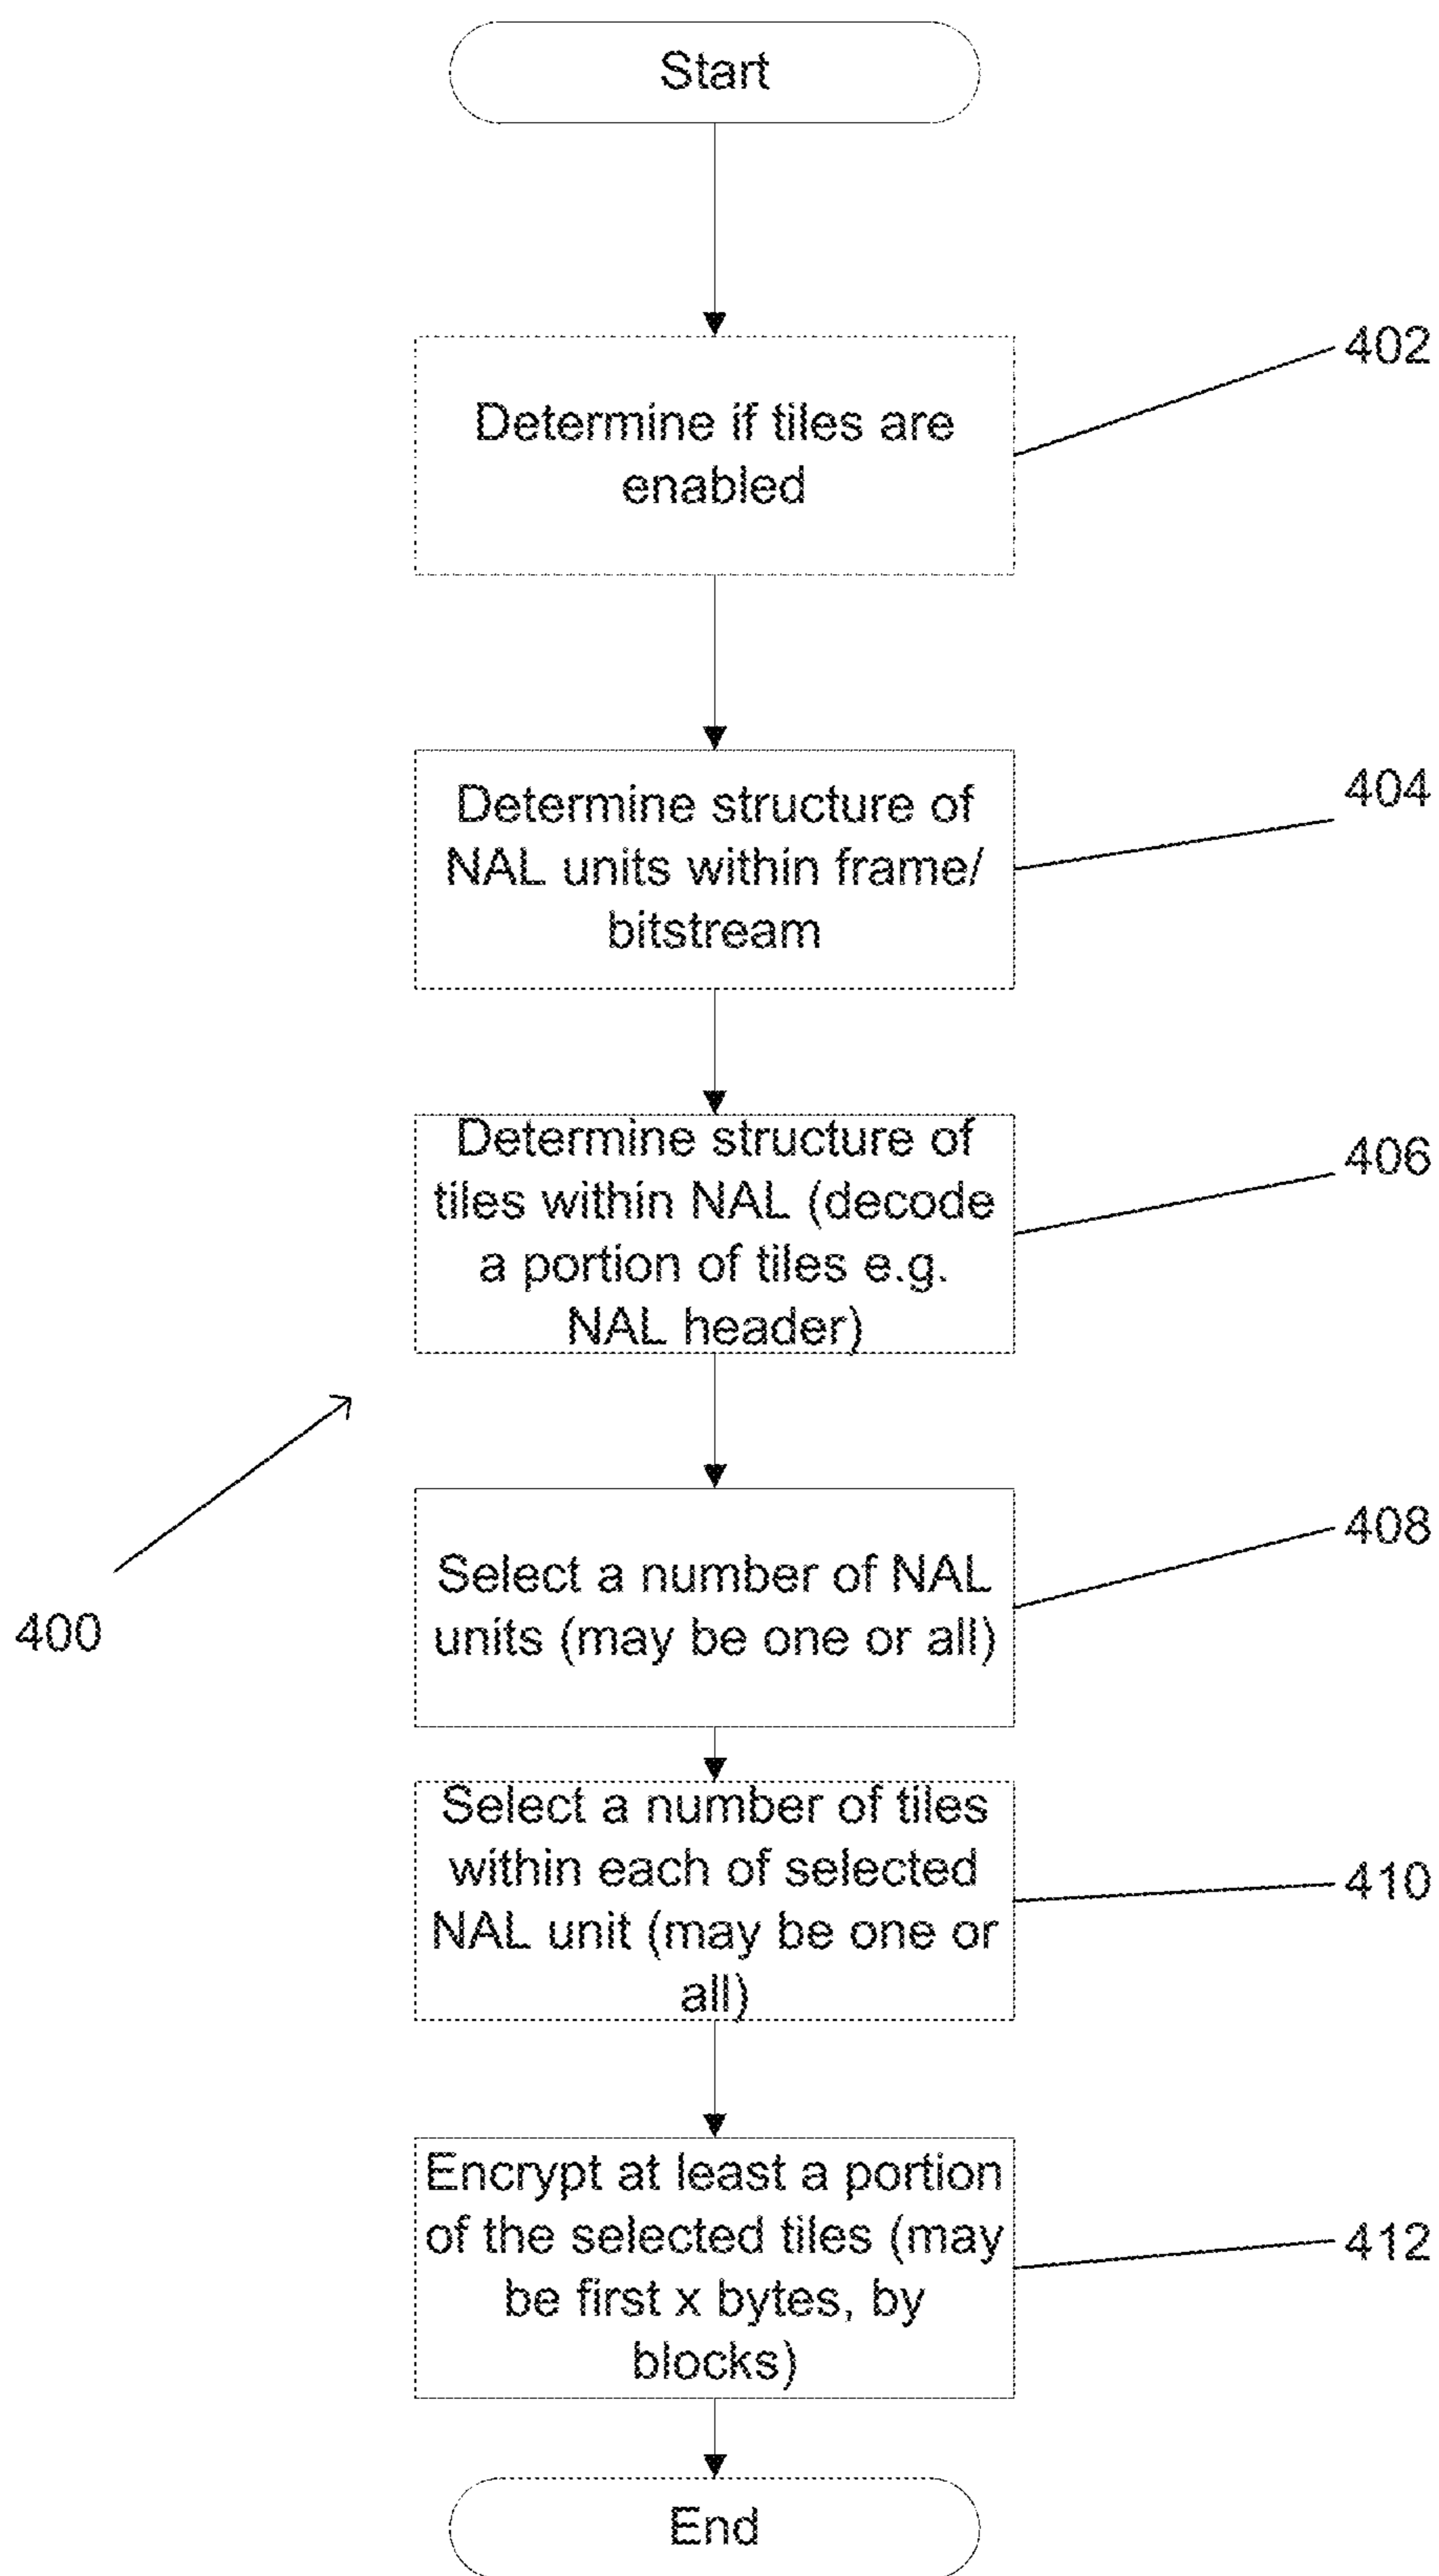 Start
402
Determine if tiles are
enabled
404
Determine structure of
NAL units within frame/
bitstream
406
Determine structure of
tiles within NAL (decode
a portion of tiles e.g.
NAL header)
408
Select a number of NAL
units (may be one or all)
400
410
Select a number of tiles
within each of selected
NAL unit (may be one or
all)
412
Encrypt at least a portion
of the selected tiles (may
be first x bytes, by
blocks)
End